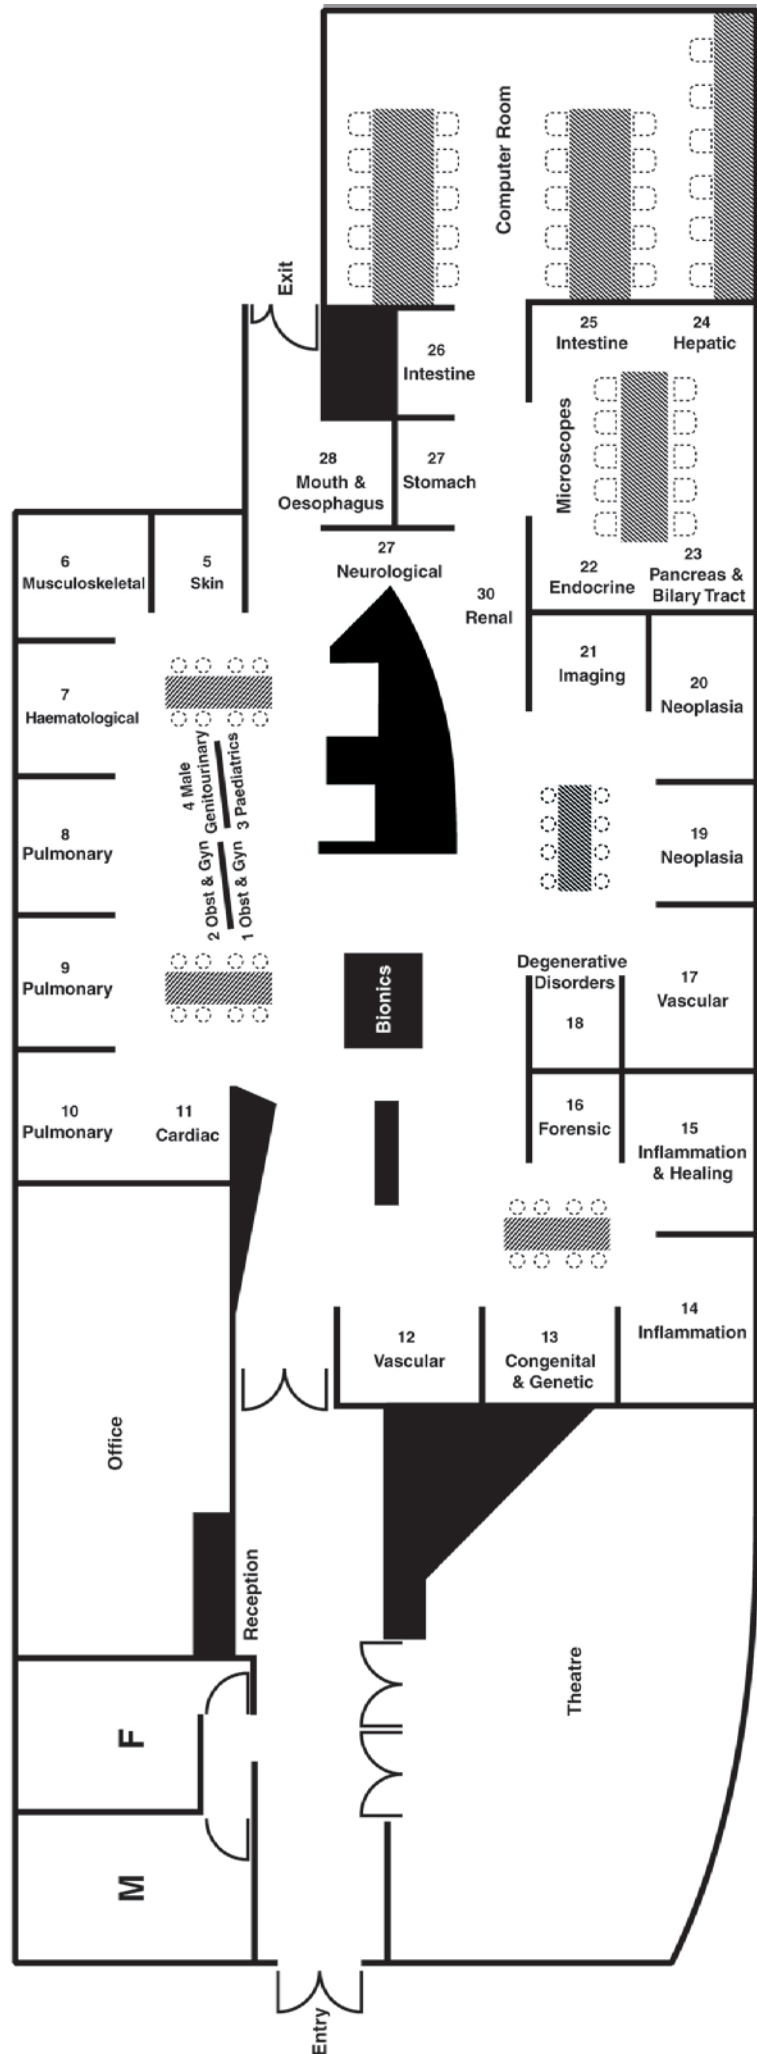 Computer Room
Exit
25
Intestine
24
Hepatic
26
Intestine
Microscopes
28
Mouth &
Oesophagus
27
Stomach
6
Musculoskeletal
5
Skin
27
Neurological
30
Renal
22
Endocrine
23
Pancreas &
Bilary Tract
21
Imaging
20
Neoplasia
7
Haematological
4 Male
Genitourinary
3 Paediatrics
8
Pulmonary
2 Obst & Gyn
1 Obst & Gyn
19
Neoplasia
9
Pulmonary
Bionics
Degenerative
Disorders
18
17
Vascular
10
Pulmonary
11
Cardiac
16
Forensic
15
Inflammation
& Healing
12
Vascular
13
Congenital
& Genetic
14
Inflammation
Office
Reception
Theatre
F
M
Entry